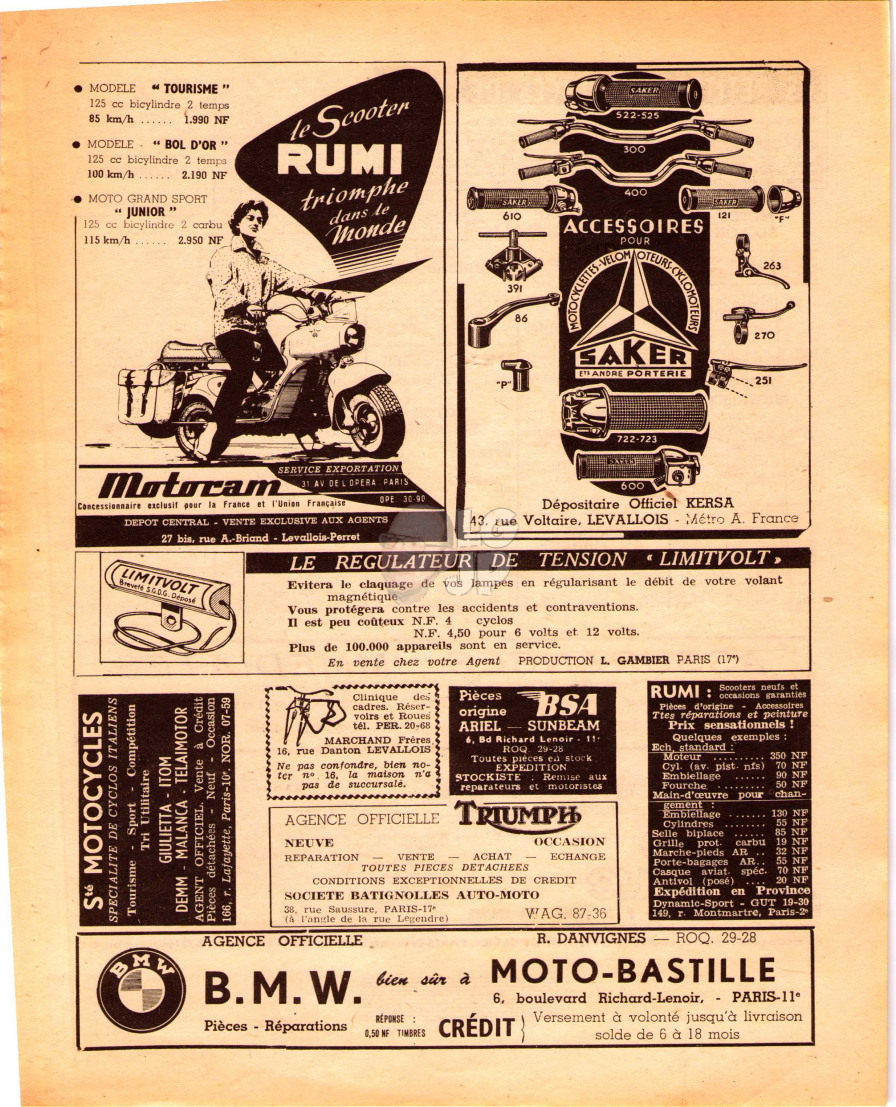 ● MODELE “ TOURISME ”
125 cc bicylindre 2 temps
85 km/h ...... 1.990 NF
● MODELE - “ BOL D'OR ”
125 cc bicylindre 2 temps
100 km/h ...... 2.190 NF
● MOTO GRAND SPORT
“ JUNIOR ”
125 cc bicylindre 2 carbu
115 km/h ...... 2.950 NF
le Scooter
RUMI
triomphe
dans le
Monde
Motocam
SERVICE EXPORTATION
31 AV DE L OPERA PARIS
OPE. 30-90
Concessionnaire exclusif pour la France et l'Union Française
DEPOT CENTRAL - VENTE EXCLUSIVE AUX AGENTS
27 bis, rue A.-Briand - Levallois-Perret
SAKER
522-525
300
400
SAKER
610
SAKER
121
"F"
ACCESSOIRES
POUR
MOTOCYCLETTES-VELOMOTEURS-CYCLOMOTEURS
391
263
86
270
SAKER
ETS ANDRE PORTERIE
"P"
251
722-723
SAKER
600
Dépositaire Officiel KERSA
43, rue Voltaire, LEVALLOIS - Métro A. France
LE REGULATEUR DE TENSION « LIMITVOLT »
LIMITVOLT
Breveté S.G.D.G. Déposé
Evitera le claquage de vos lampes en régularisant le débit de votre volant
magnétique
Vous protégera contre les accidents et contraventions.
Il est peu coûteux N.F. 4 cyclos
N.F. 4,50 pour 6 volts et 12 volts.
Plus de 100.000 appareils sont en service.
En vente chez votre Agent PRODUCTION L. GAMBIER PARIS (17e)
Sté MOTOCYCLES
SPECIALITE DE CYCLOS ITALIENS
Tourisme - Sport - Compétition
Tri Utilitaire
GIULIETTA - ITOM
DEMM - MALANCA - TELAIMOTOR
AGENT OFFICIEL. Vente à Crédit
Pièces détachées - Neuf - Occasion
166, r. Lafayette, Paris-10e. NOR. 07-59
Clinique des
cadres. Réser-
voirs et Roues
tél. PER. 20-68
MARCHAND Frères
16, rue Danton LEVALLOIS
Ne pas confondre, bien no-
ter n° 16, la maison n'a
pas de succursale.
Pièces
origine BSA
ARIEL — SUNBEAM
6, Bd Richard Lenoir - 11e
ROQ. 29-28
Toutes pièces en stock
EXPEDITION
STOCKISTE : Remise aux
réparateurs et motoristes
AGENCE OFFICIELLE TRIUMPH
NEUVE OCCASION
REPARATION — VENTE — ACHAT — ECHANGE
TOUTES PIECES DETACHEES
CONDITIONS EXCEPTIONNELLES DE CREDIT
SOCIETE BATIGNOLLES AUTO-MOTO
38, rue Saussure, PARIS-17e
(à l'angle de la rue Legendre)
WAG. 87-36
RUMI : Scooters neufs et
occasions garanties
Pièces d'origine - Accessoires
Ttes réparations et peinture
Prix sensationnels !
Quelques exemples :
Ech. standard :
Moteur .......... 350 NF
Cyl. (av. pist. nfs) 70 NF
Embiellage ...... 90 NF
Fourche ......... 50 NF
Main-d'œuvre pour chan-
gement :
Embiellage ....... 130 NF
Cylindres ....... 55 NF
Selle biplace ...... 85 NF
Grille prot. carbu 19 NF
Marche-pieds AR .. 32 NF
Porte-bagages AR.. 55 NF
Casque aviat. spéc. 70 NF
Antivol (posé) .... 20 NF
Expédition en Province
Dynamic-Sport - GUT 19-30
149, r. Montmartre, Paris-2e
AGENCE OFFICIELLE
R. DANVIGNES — ROQ. 29-28
BMW
B.M.W. bien sûr à MOTO-BASTILLE
6, boulevard Richard-Lenoir, - PARIS-11e
Pièces - Réparations
RÉPONSE :
0,50 NF TIMBRES
CRÉDIT
Versement à volonté jusqu'à livraison
solde de 6 à 18 mois